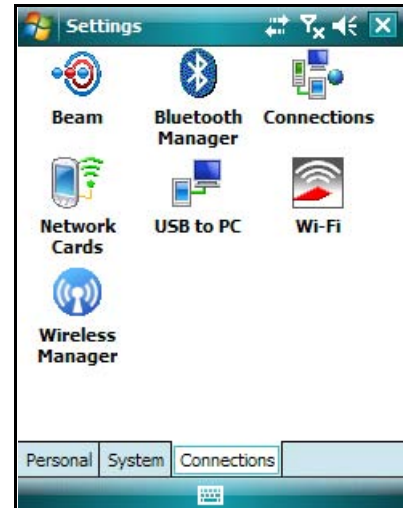 Settings
Beam
Bluetooth Manager
Connections
Network Cards
USB to PC
Wi-Fi
Wireless Manager
Personal System Connections